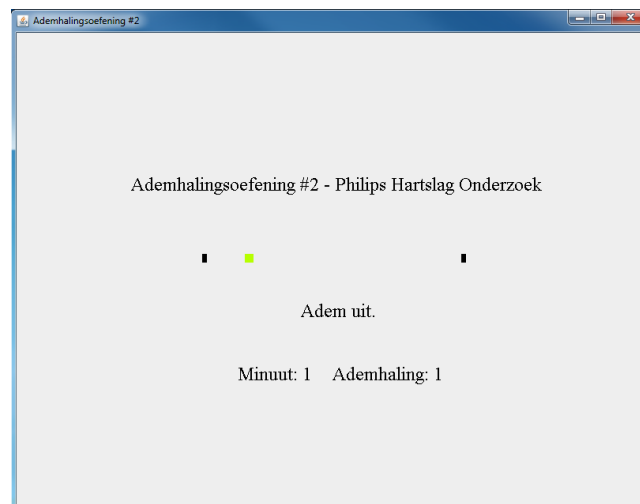 Ademhalingsoefening #2
Ademhalingsoefening #2 - Philips Hartslag Onderzoek
Adem uit.
Minuut: 1 Ademhaling: 1